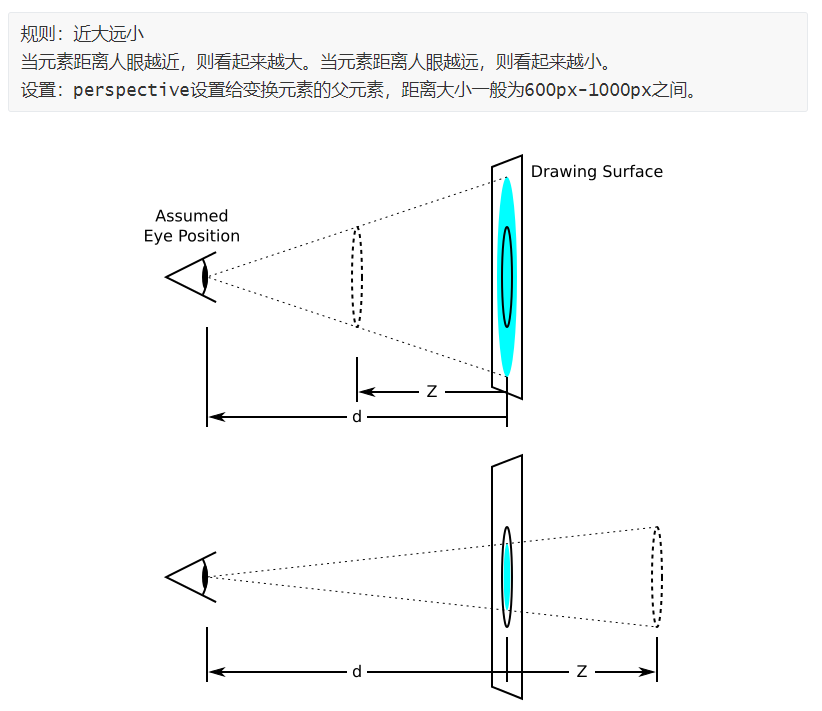 规则：近大远小
当元素距离人眼越近，则看起来越大。当元素距离人眼越远，则看起来越小。
设置：perspective设置给变换元素的父元素，距离大小一般为600px-1000px之间。
Drawing Surface
Assumed
Eye Position
Z
d
d
Z